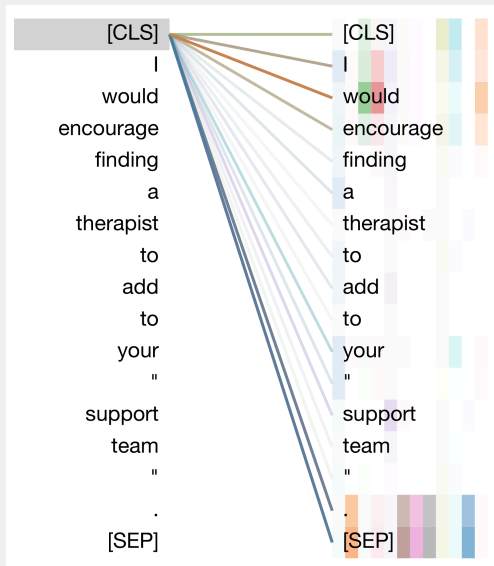 [CLS] [CLS]
I I
would would
encourage encourage
finding finding
a a
therapist therapist
to to
add add
to to
your your
" "
support support
team team
" "
. .
[SEP] [SEP]